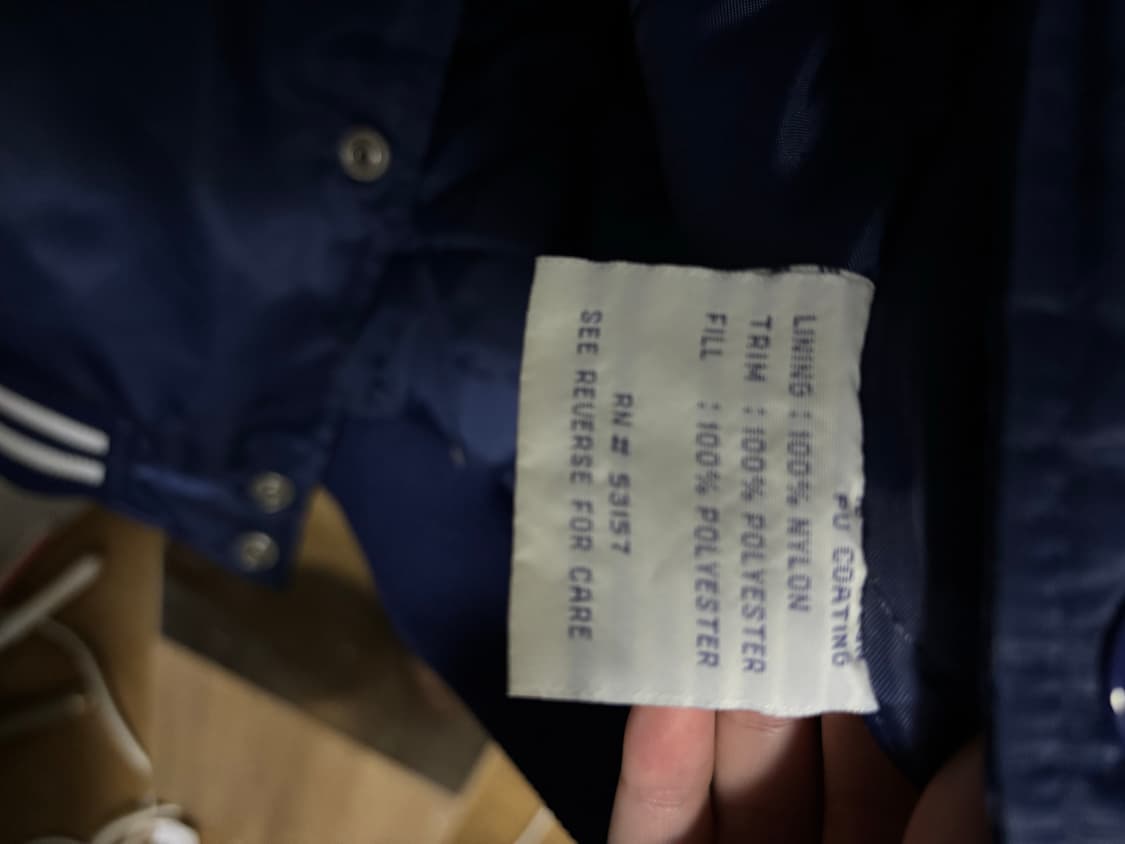 PU COATING
LINING : 100% NYLON
TRIM : 100% POLYESTER
FILL : 100% POLYESTER
RN # 53157
SEE REVERSE FOR CARE